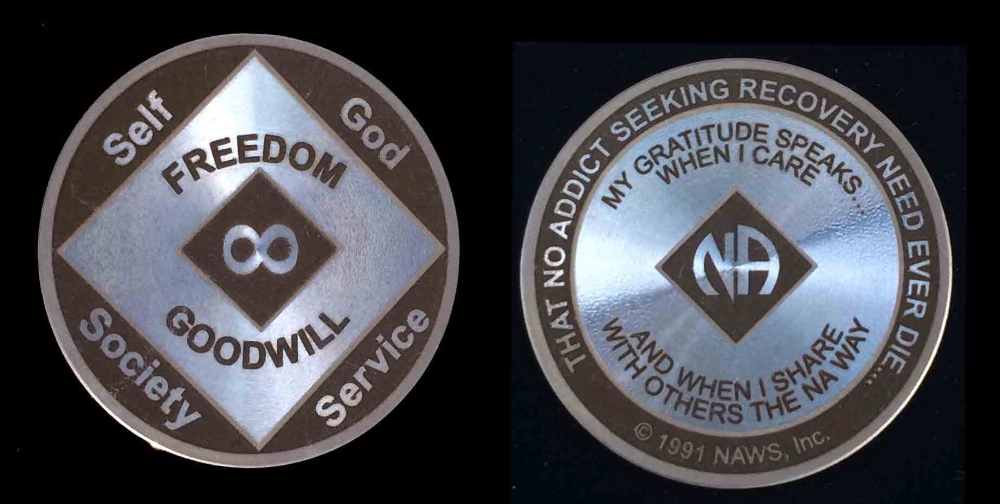 Self
God
FREEDOM
∞
GOODWILL
Society
Service
THAT NO ADDICT SEEKING RECOVERY NEED EVER DIE...
MY GRATITUDE SPEAKS...
WHEN I CARE
NA
AND WHEN I SHARE
WITH OTHERS THE NA WAY
© 1991 NAWS, Inc.